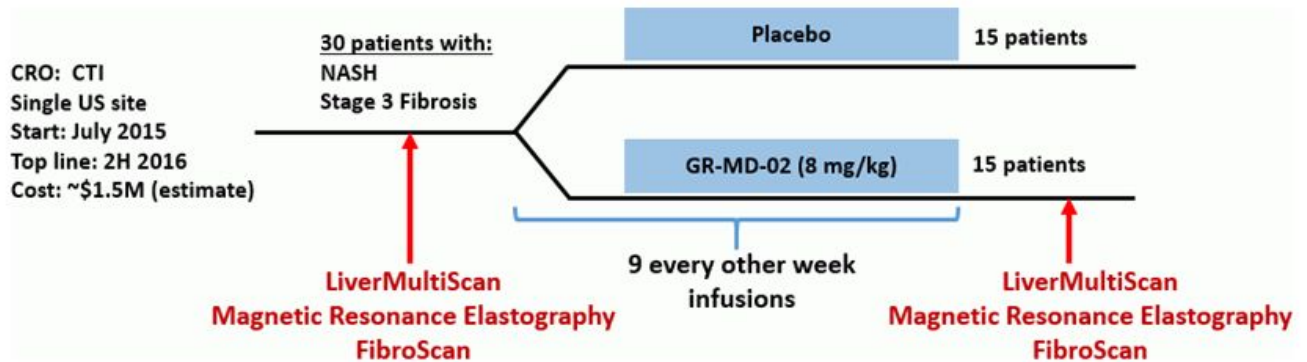 CRO: CTI
Single US site
Start: July 2015
Top line: 2H 2016
Cost: ~$1.5M (estimate)
30 patients with:
NASH
Stage 3 Fibrosis
Placebo
15 patients
GR-MD-02 (8 mg/kg)
15 patients
9 every other week
infusions
LiverMultiScan
Magnetic Resonance Elastography
FibroScan
LiverMultiScan
Magnetic Resonance Elastography
FibroScan